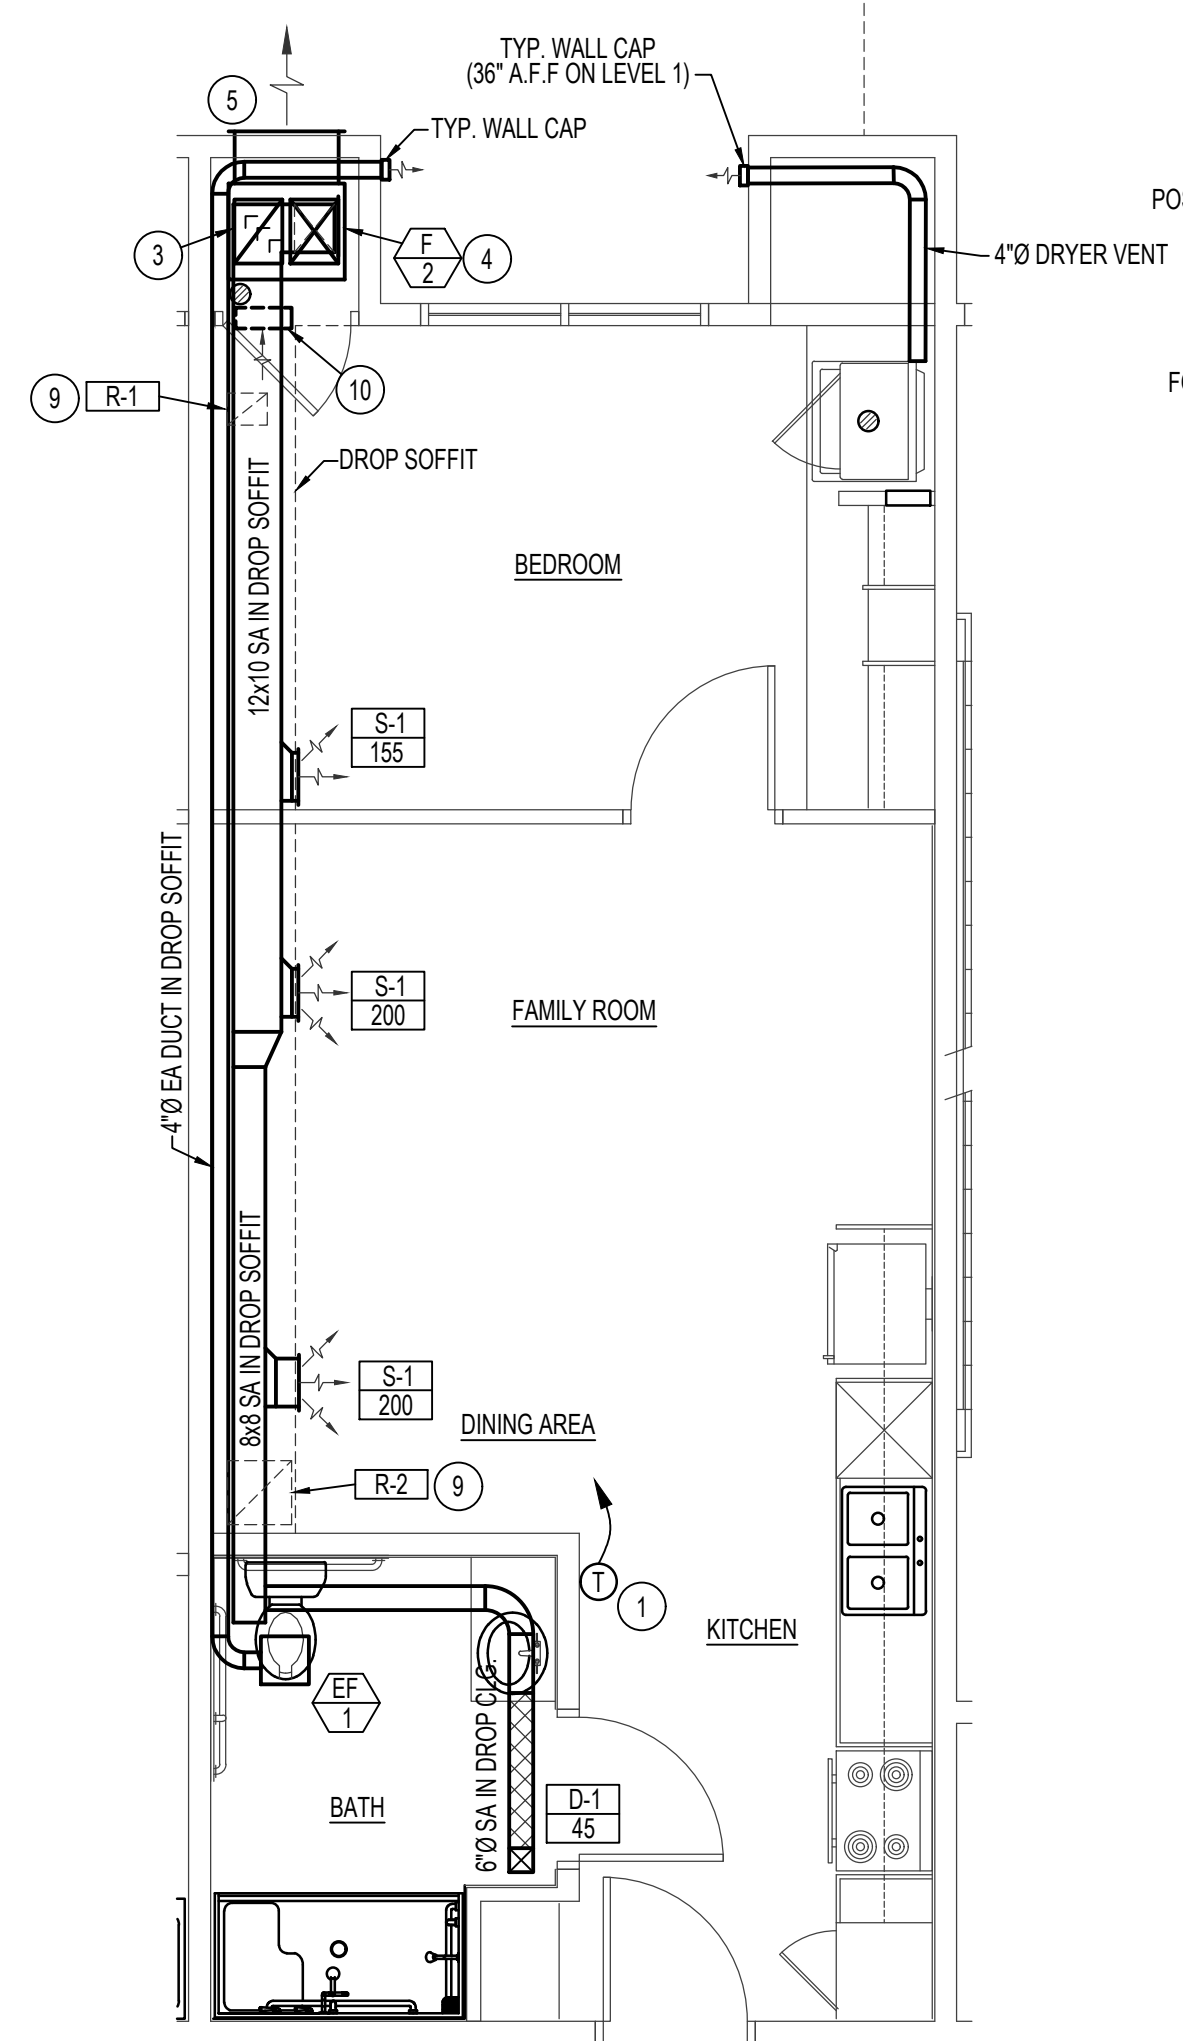 TYP. WALL CAP
(36" A.F.F ON LEVEL 1)
5
TYP. WALL CAP
3
F
2
4
4"Ø DRYER VENT
9
R-1
10
DROP SOFFIT
12x10 SA IN DROP SOFFIT
BEDROOM
S-1
155
4"Ø EA DUCT IN DROP SOFFIT
S-1
200
FAMILY ROOM
8x8 SA IN DROP SOFFIT
S-1
200
DINING AREA
R-2
9
T
1
KITCHEN
EF
1
6"Ø SA IN DROP CLG.
BATH
D-1
45